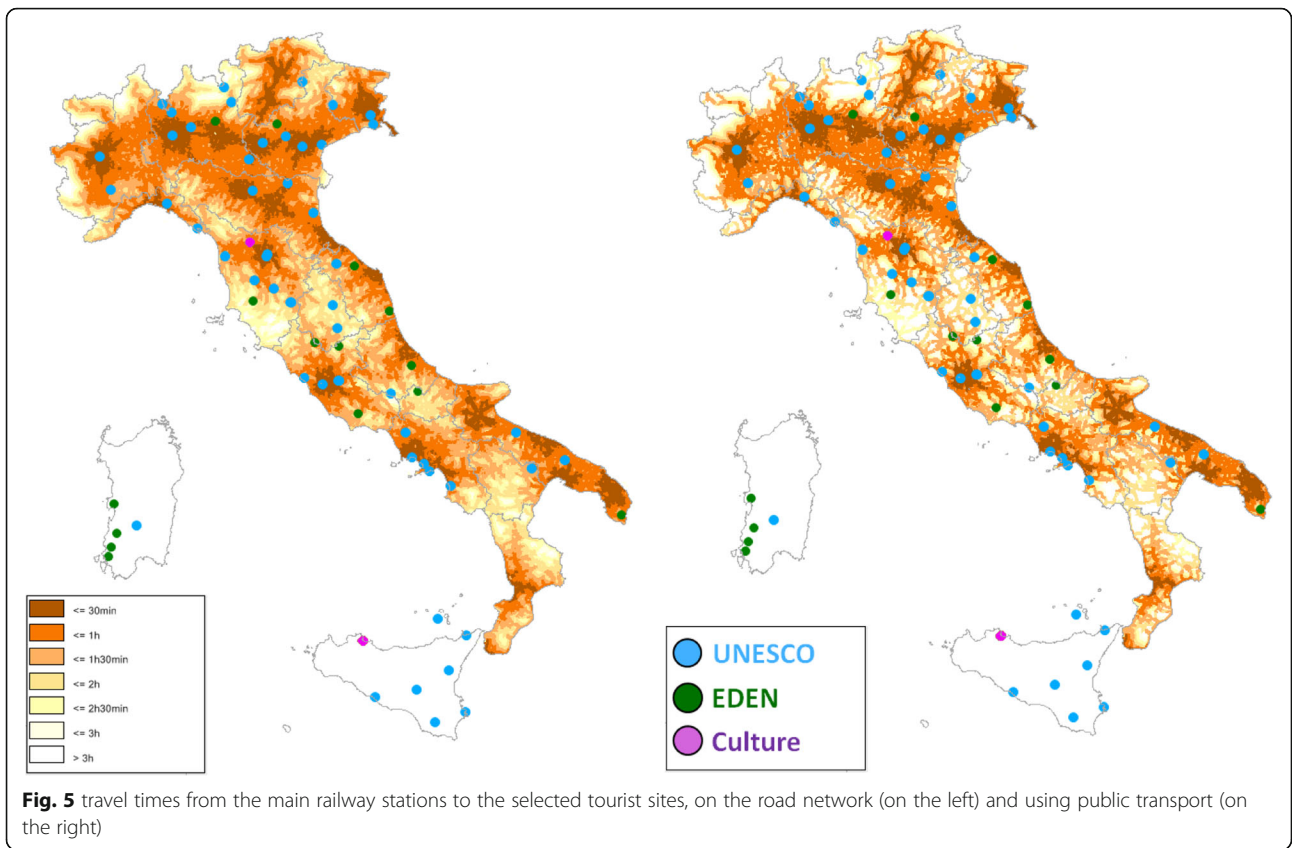 <= 30min
<= 1h
<= 1h30min
<= 2h
<= 2h30min
<= 3h
> 3h
UNESCO
EDEN
Culture
Fig. 5 travel times from the main railway stations to the selected tourist sites, on the road network (on the left) and using public transport (on
the right)